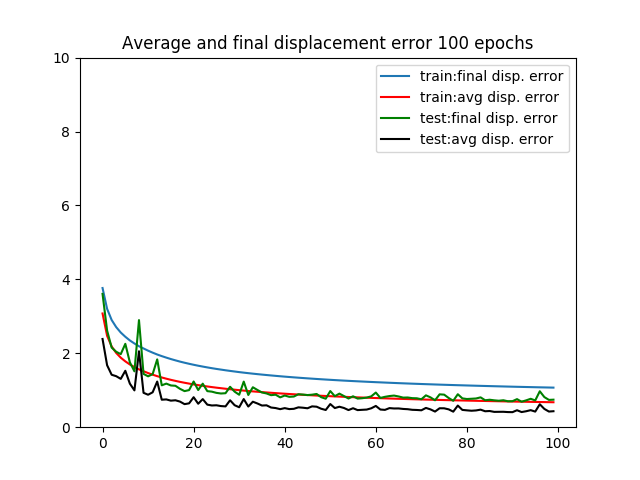 Average and final displacement error 100 epochs
10
8
6
4
2
0
train:final disp. error
train:avg disp. error
test:final disp. error
test:avg disp. error
0 20 40 60 80 100